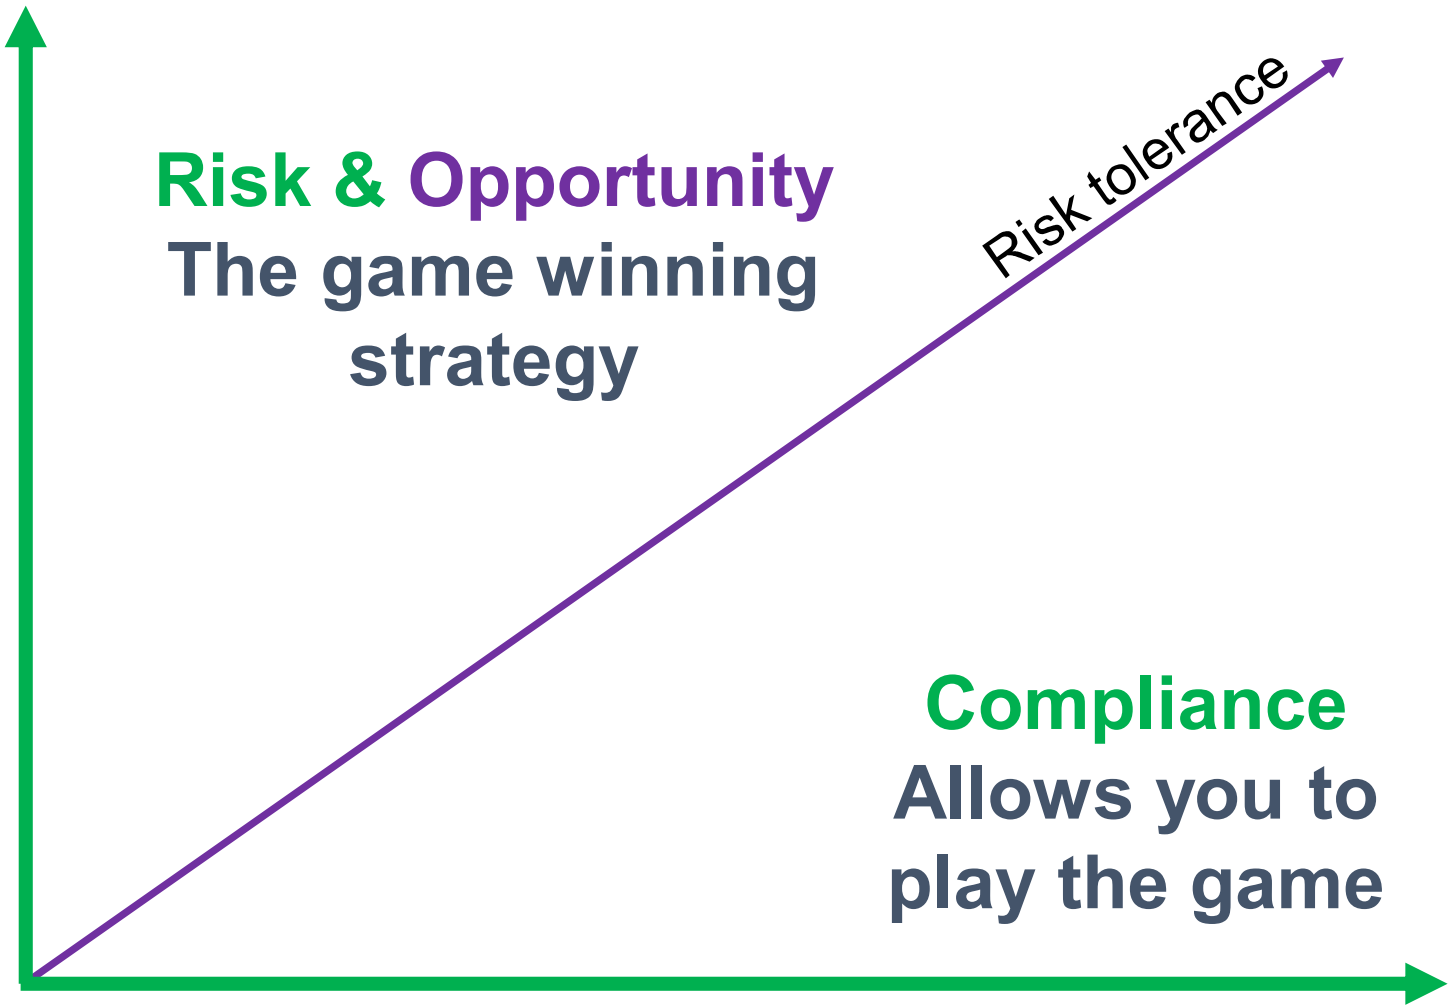 Risk & Opportunity
The game winning
strategy
Risk tolerance
Compliance
Allows you to
play the game